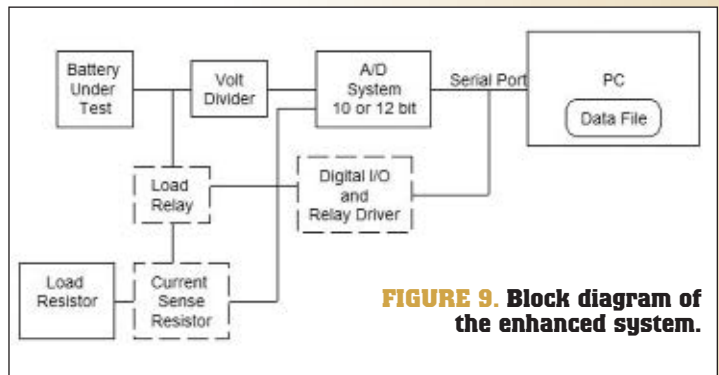 Battery
Under
Test
Volt
Divider
A/D
System
10 or 12 bit
Serial Port
PC
Data File
Load
Relay
Digital I/O
and
Relay Driver
Load
Resistor
Current
Sense
Resistor
FIGURE 9. Block diagram of
the enhanced system.